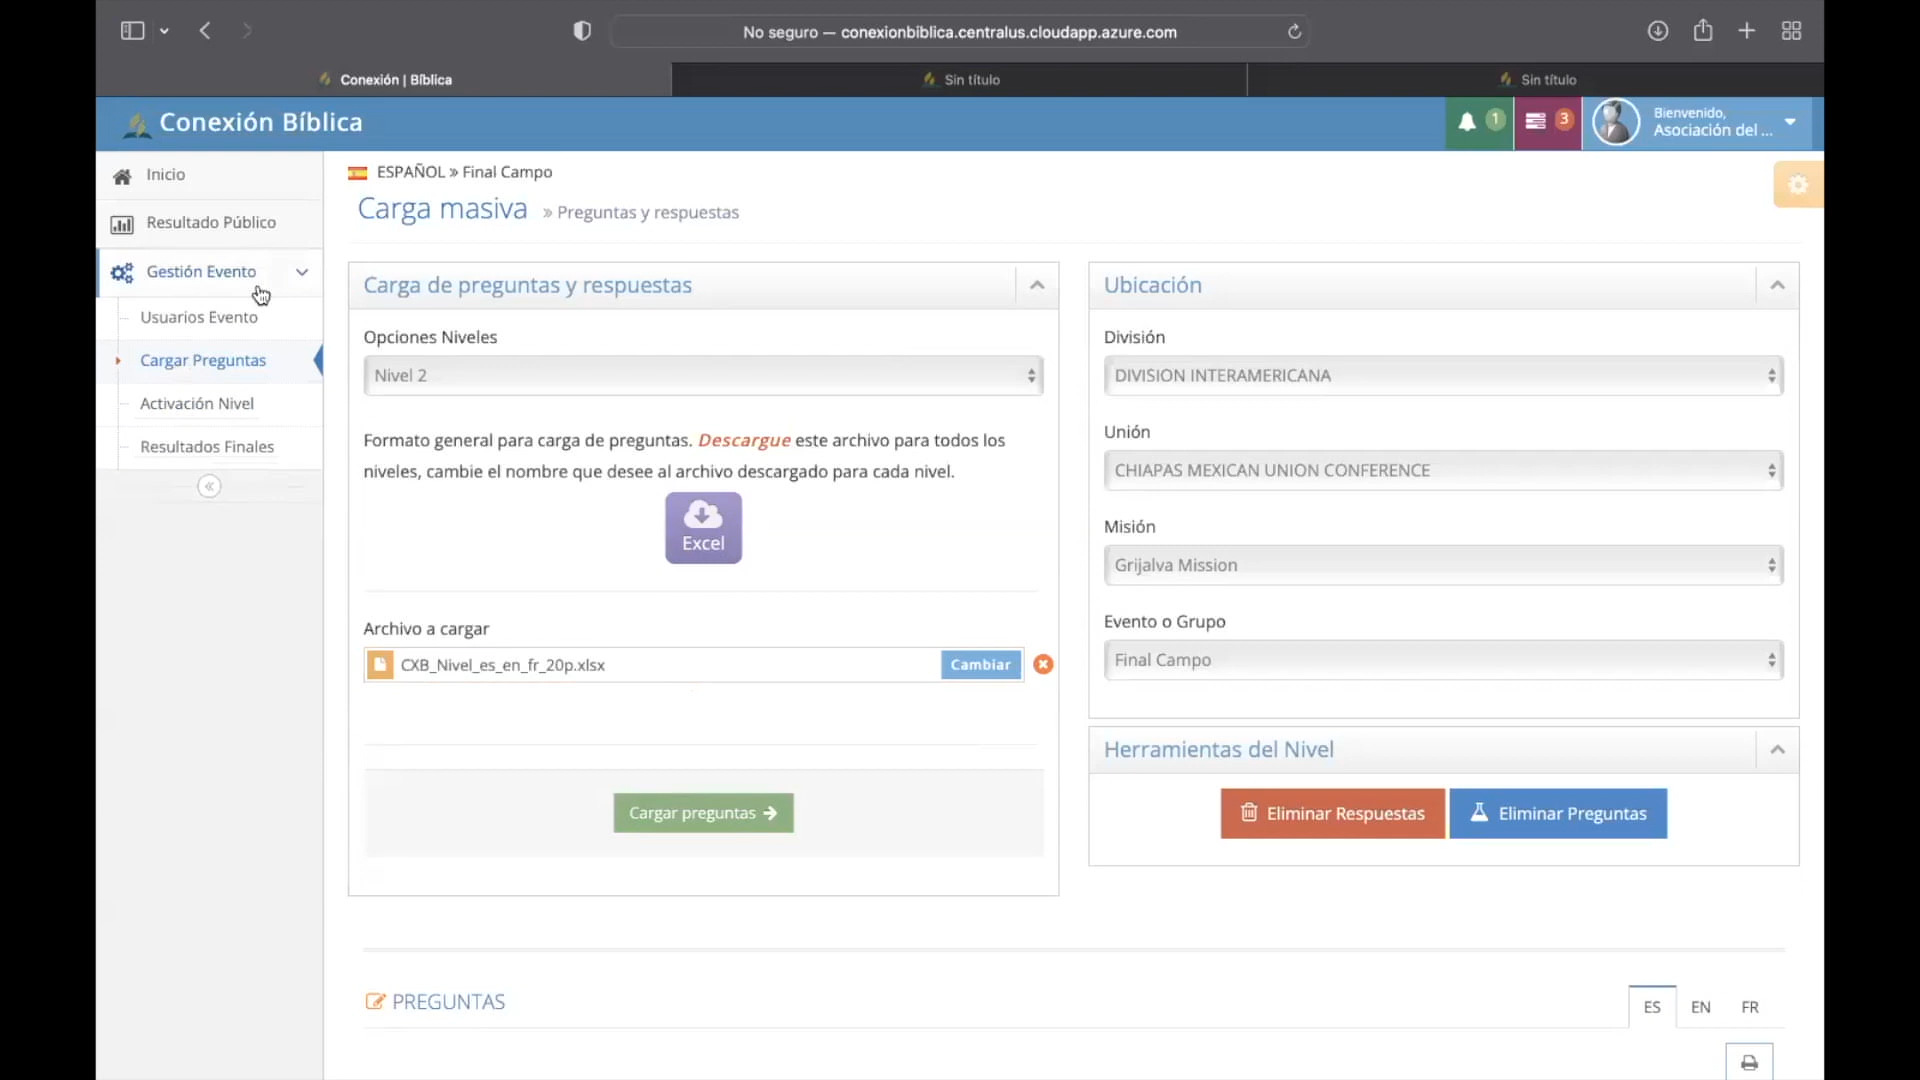 No seguro — conexionbiblica.centralus.cloudapp.azure.com
Conexión | Bíblica
Sin título
Sin título
Conexión Bíblica
1
3
Bienvenido,
Asociación del ...
Inicio
Resultado Público
Gestión Evento
Usuarios Evento
Cargar Preguntas
Activación Nivel
Resultados Finales
ESPAÑOL » Final Campo
Carga masiva » Preguntas y respuestas
Carga de preguntas y respuestas
Opciones Niveles
Nivel 2
Formato general para carga de preguntas. Descargue este archivo para todos los
niveles, cambie el nombre que desee al archivo descargado para cada nivel.
Excel
Archivo a cargar
CXB_Nivel_es_en_fr_20p.xlsx
Cambiar
Cargar preguntas
Ubicación
División
DIVISION INTERAMERICANA
Unión
CHIAPAS MEXICAN UNION CONFERENCE
Misión
Grijalva Mission
Evento o Grupo
Final Campo
Herramientas del Nivel
Eliminar Respuestas
Eliminar Preguntas
PREGUNTAS
ES
EN
FR